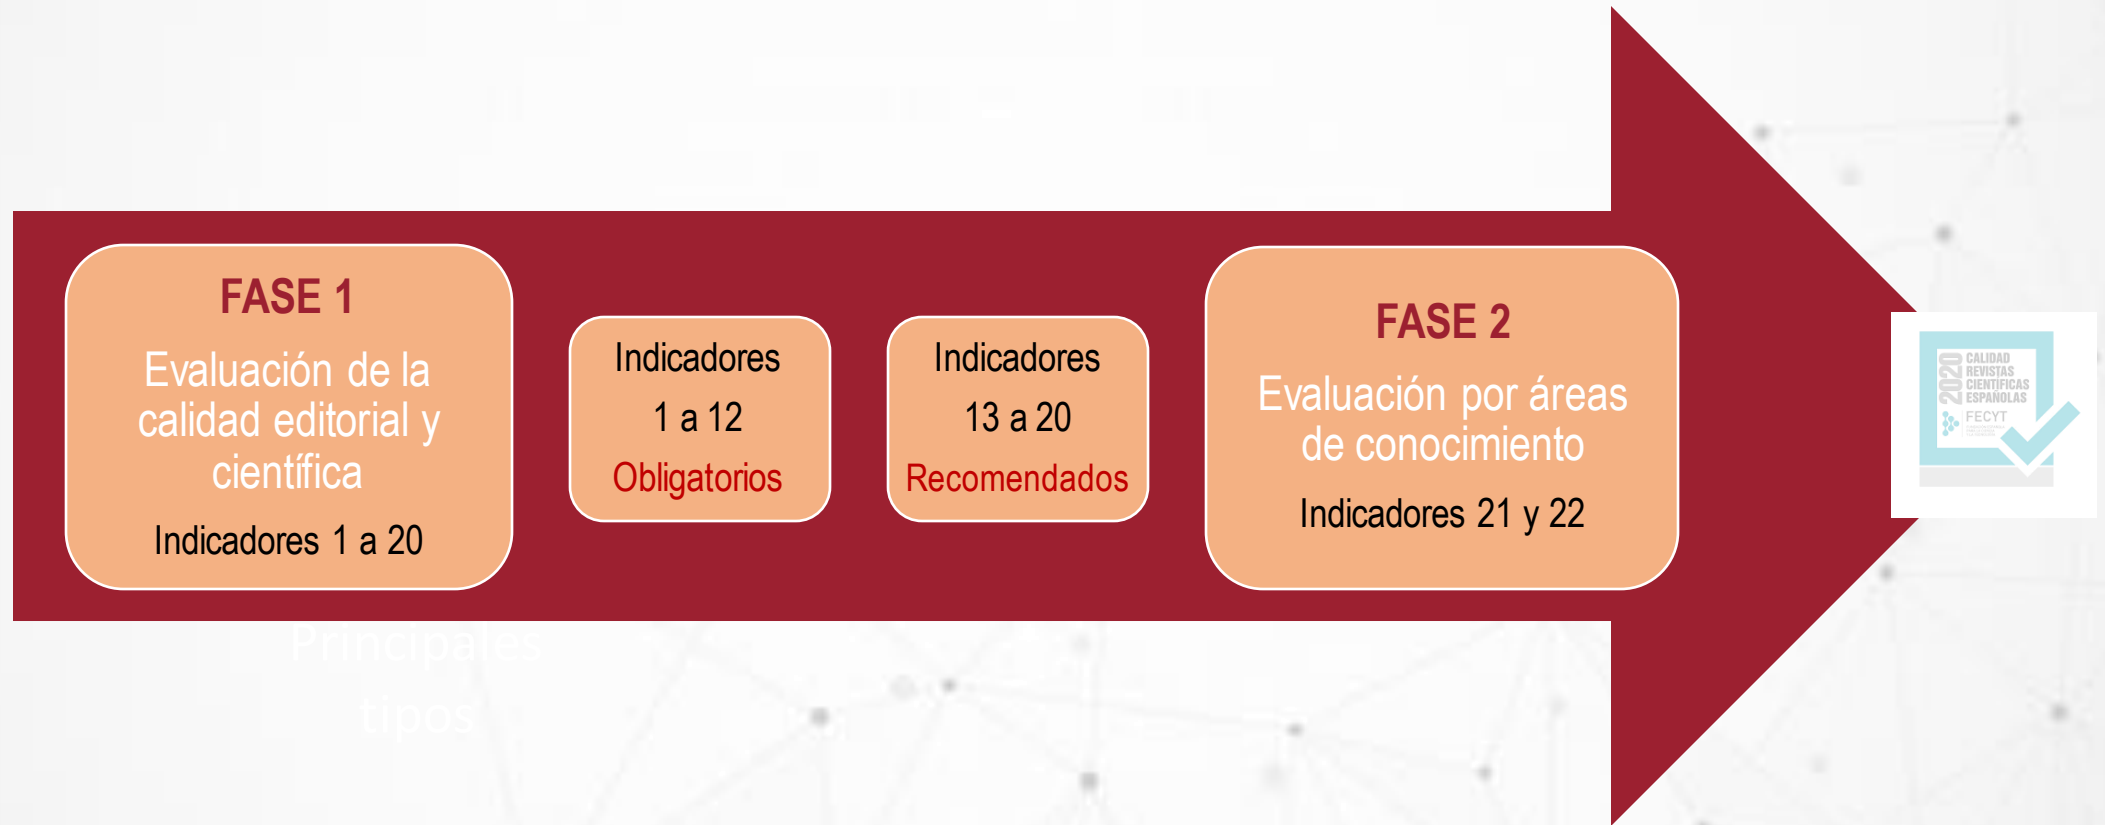 FASE 1
Evaluación de la
calidad editorial y
científica
Indicadores 1 a 20
Indicadores
1 a 12
Obligatorios
Indicadores
13 a 20
Recomendados
FASE 2
Evaluación por áreas
de conocimiento
Indicadores 21 y 22
2020
CALIDAD
REVISTAS
CIENTÍFICAS
ESPAÑOLAS
FECYT
Principales
tipos